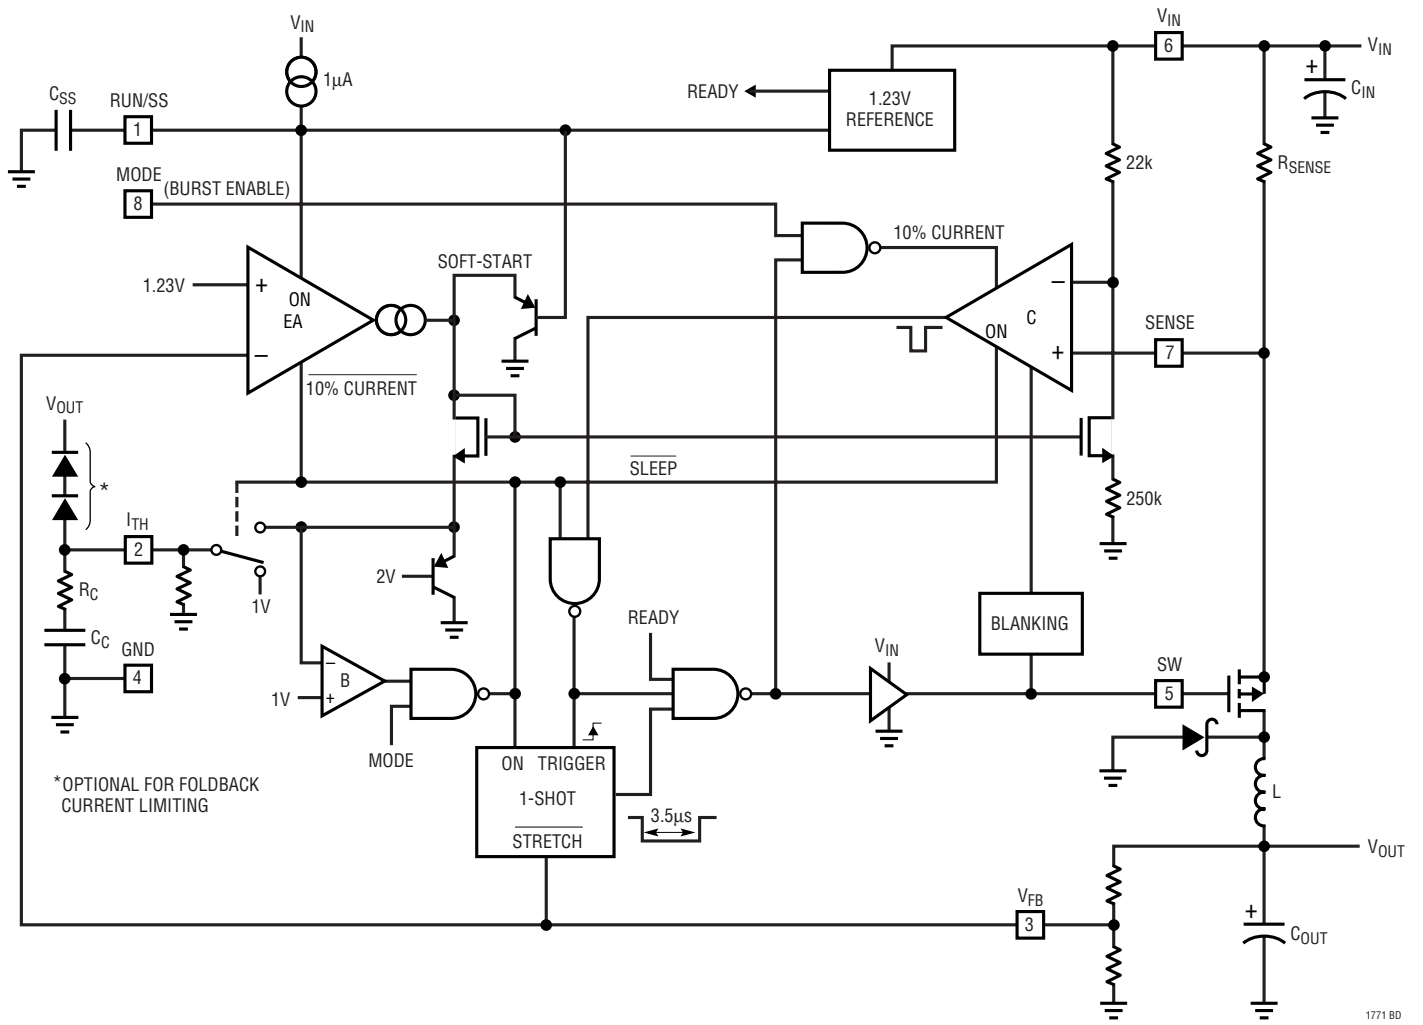 VIN
1µA
CSS
RUN/SS
1
READY
1.23V
REFERENCE
VIN
6
VIN
+
CIN
22k
RSENSE
MODE
(BURST ENABLE)
8
10% CURRENT
SOFT-START
1.23V
+
ON
EA
–
10% CURRENT
–
C
ON
+
SENSE
7
VOUT
*
SLEEP
250k
ITH
2
RC
1V
2V
CC
GND
4
READY
BLANKING
VIN
SW
5
–
B
1V
+
MODE
ON TRIGGER
1-SHOT
STRETCH
3.5µs
*OPTIONAL FOR FOLDBACK
CURRENT LIMITING
L
VOUT
VFB
3
+
COUT
1771 BD